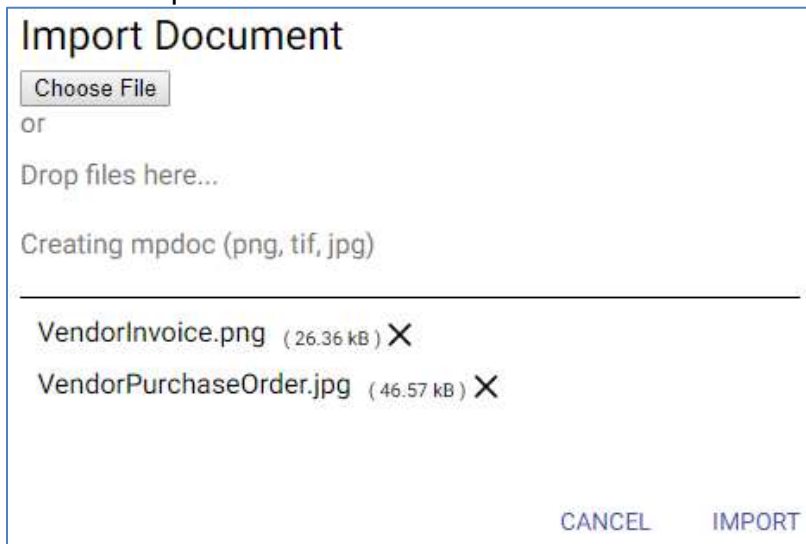 Import Document
Choose File
or
Drop files here...
Creating mpdoc (png, tif, jpg)
VendorInvoice.png ( 26.36 kB ) X
VendorPurchaseOrder.jpg ( 46.57 kB ) X
CANCEL IMPORT